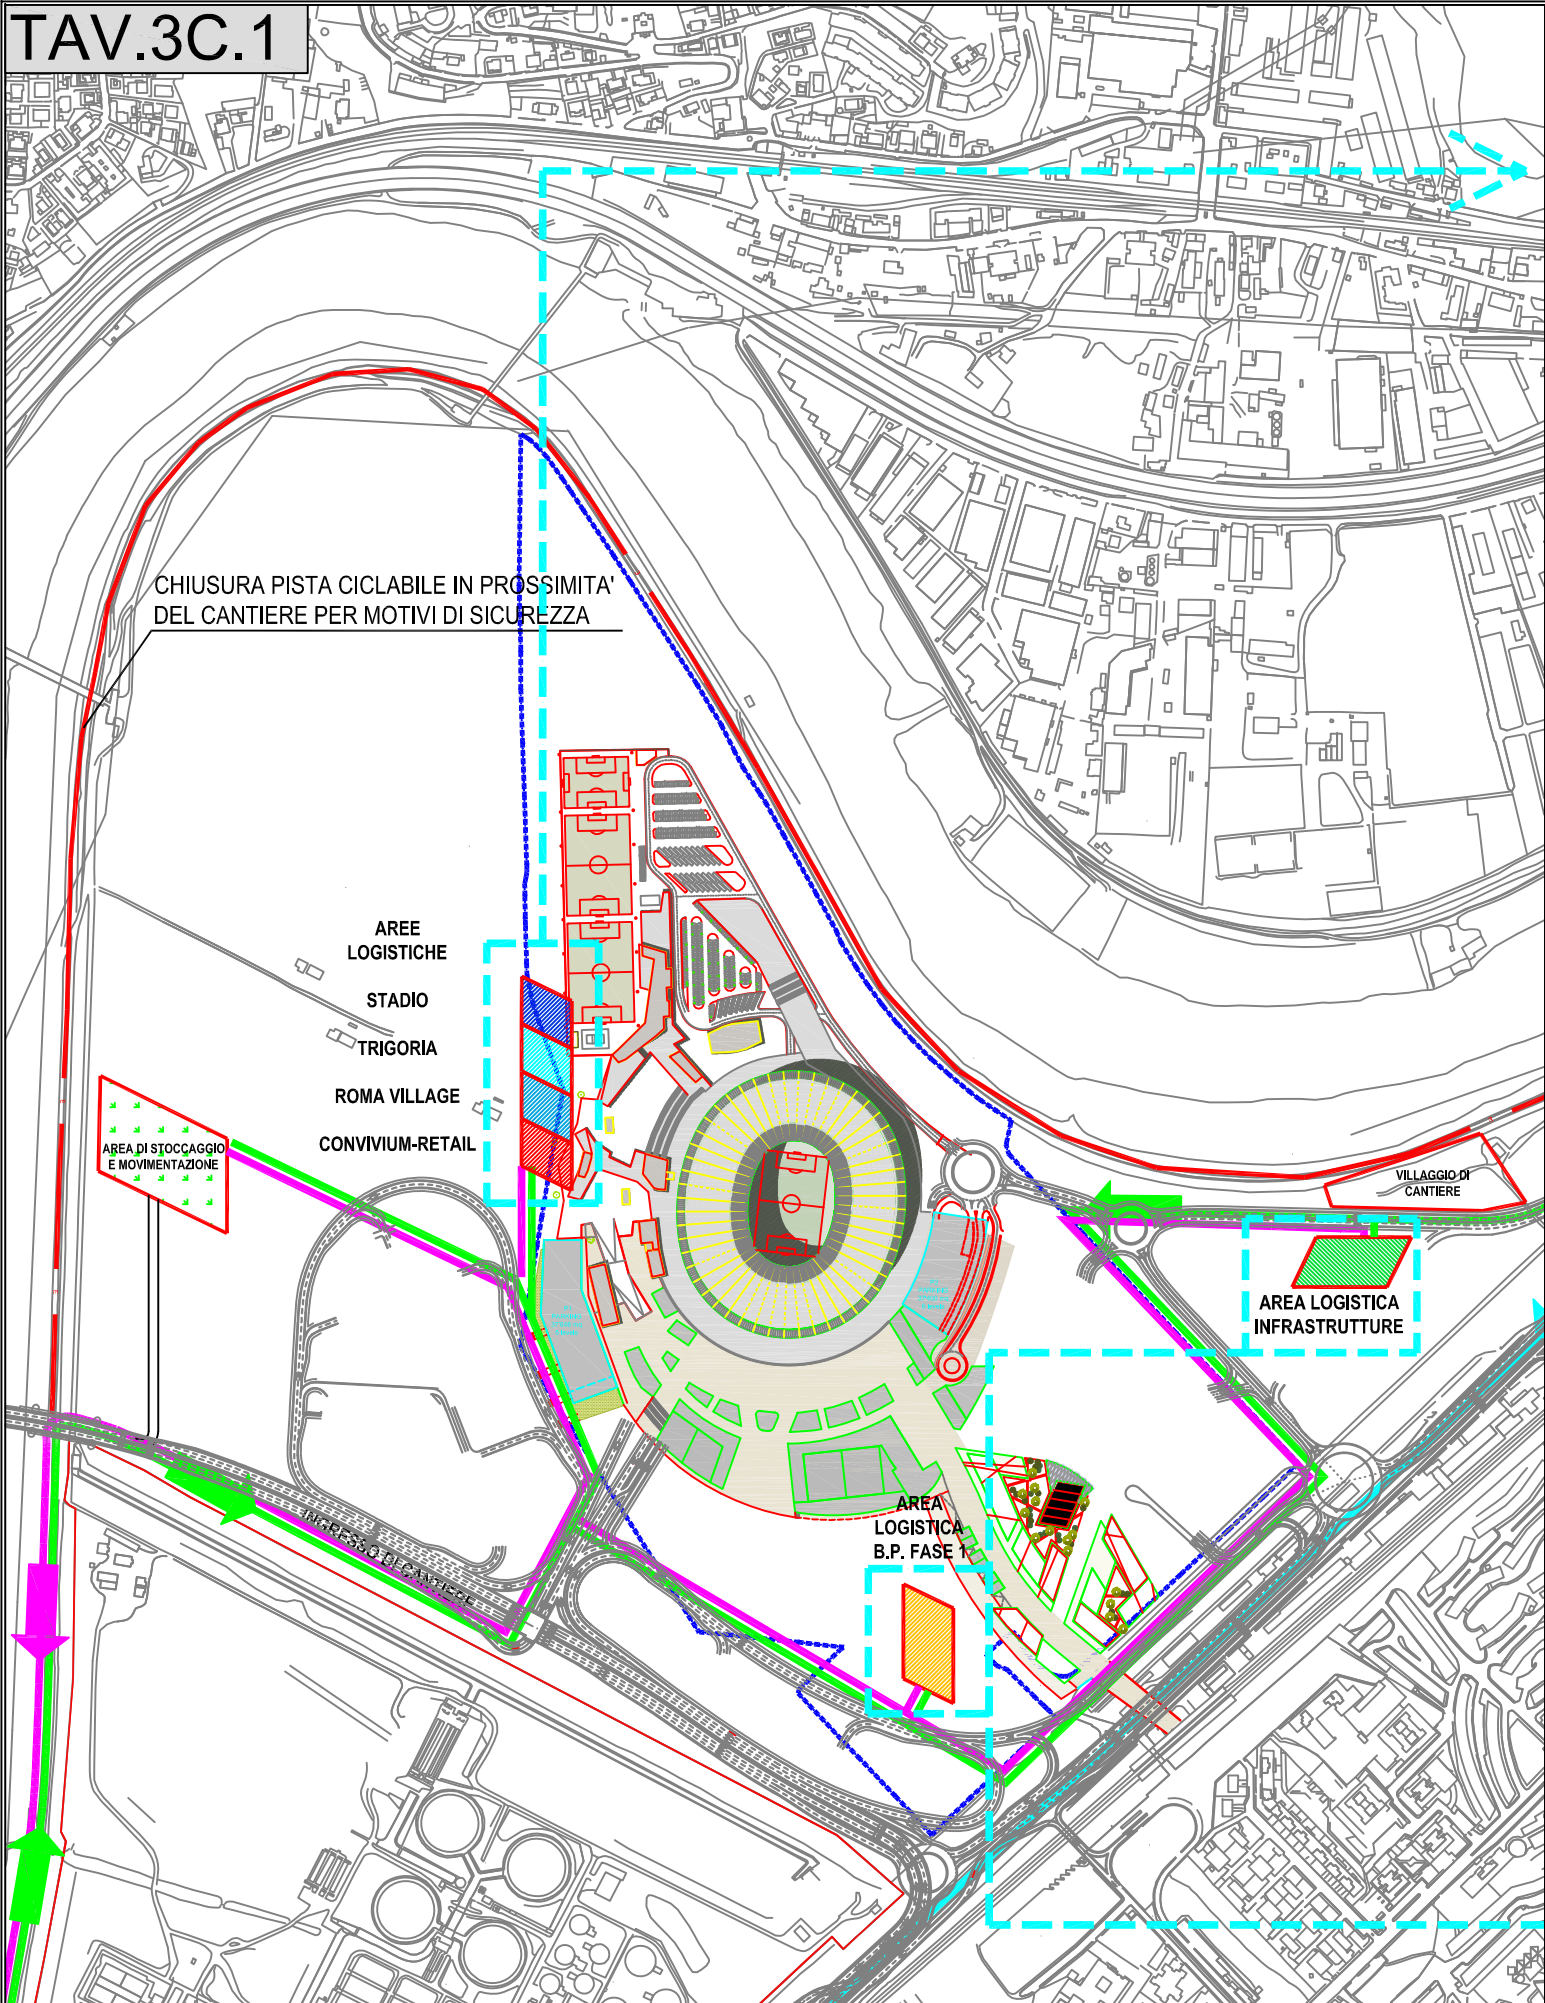 TAV.3C.1
CHIUSURA PISTA CICLABILE IN PROSSIMITA'
DEL CANTIERE PER MOTIVI DI SICUREZZA
AREE
LOGISTICHE
STADIO
TRIGORIA
ROMA VILLAGE
CONVIVIUM-RETAIL
AREA DI STOCCAGGIO
E MOVIMENTAZIONE
VILLAGGIO DI
CANTIERE
AREA LOGISTICA
INFRASTRUTTURE
AREA
LOGISTICA
B.P. FASE 1
INGRESSO DI CANTIERE